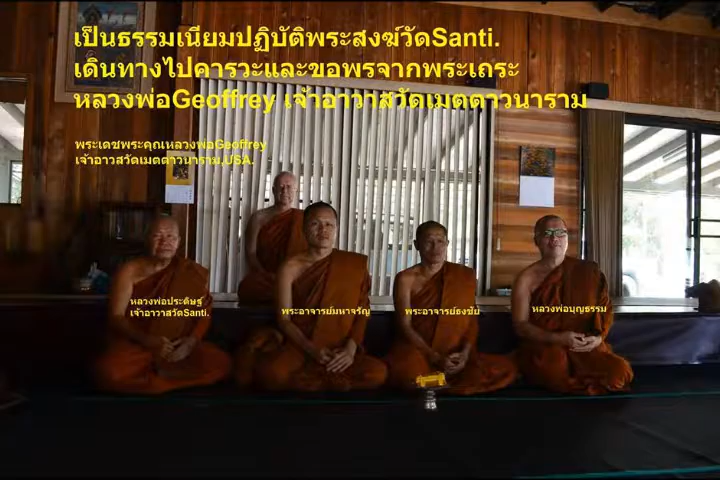 เป็นธรรมเนียมปฏิบัติพระสงฆ์วัดSanti.
เดินทางไปคารวะและขอพรจากพระเถระ
หลวงพ่อGeoffrey เจ้าอาวาสวัดเมตตาวนาราม
พระเดชพระคุณหลวงพ่อGeoffrey
เจ้าอาวสวัดเมตตาวนาราม,USA.
หลวงพ่อประดิษฐ์
เจ้าอาวาสวัดSanti.
พระอาจารย์มหาจรัญ
พระอาจารย์ธงชัย
หลวงพ่อบุญธรรม